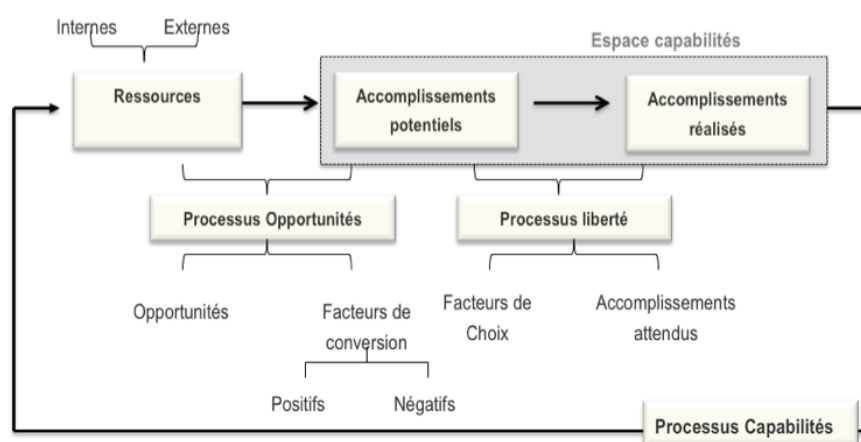 Internes Externes
Espace capabilités
Ressources
Accomplissements
potentiels
Accomplissements
réalisés
Processus Opportunités
Processus liberté
Opportunités
Facteurs de
conversion
Facteurs de
Choix
Accomplissements
attendus
Positifs
Négatifs
Processus Capabilités